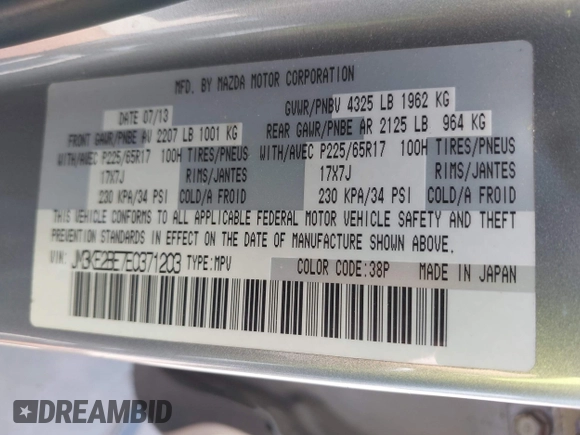 MFD. BY MAZDA MOTOR CORPORATION
DATE 07/13 GVWR/PNBV 4325 LB 1962 KG
FRONT GAWR/PNBE AV 2207 LB 1001 KG REAR GAWR/PNBE AR 2125 LB 964 KG
WITH/AVEC P225/65R17 100H TIRES/PNEUS WITH/AVEC P225/65R17 100H TIRES/PNEUS
17X7J RIMS/JANTES 17X7J RIMS/JANTES
230 KPA/34 PSI COLD/A FROID 230 KPA/34 PSI COLD/A FROID
THIS VEHICLE CONFORMS TO ALL APPLICABLE FEDERAL MOTOR VEHICLE SAFETY AND THEFT
PREVENTION STANDARDS IN EFFECT ON THE DATE OF MANUFACTURE SHOWN ABOVE.
VIN: JM3KE2BE7E0371203 TYPE:MPV COLOR CODE:38P MADE IN JAPAN
DREAMBID